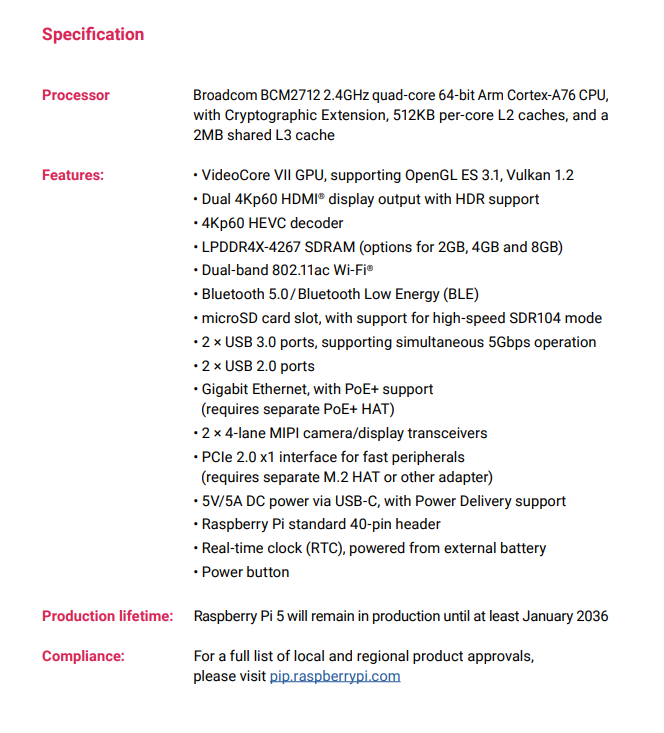 Specification
Processor
Broadcom BCM2712 2.4GHz quad-core 64-bit Arm Cortex-A76 CPU,
with Cryptographic Extension, 512KB per-core L2 caches, and a
2MB shared L3 cache
Features:
• VideoCore VII GPU, supporting OpenGL ES 3.1, Vulkan 1.2
• Dual 4Kp60 HDMI® display output with HDR support
• 4Kp60 HEVC decoder
• LPDDR4X-4267 SDRAM (options for 2GB, 4GB and 8GB)
• Dual-band 802.11ac Wi-Fi®
• Bluetooth 5.0/Bluetooth Low Energy (BLE)
• microSD card slot, with support for high-speed SDR104 mode
• 2 × USB 3.0 ports, supporting simultaneous 5Gbps operation
• 2 × USB 2.0 ports
• Gigabit Ethernet, with PoE+ support
(requires separate PoE+ HAT)
• 2 × 4-lane MIPI camera/display transceivers
• PCIe 2.0 x1 interface for fast peripherals
(requires separate M.2 HAT or other adapter)
• 5V/5A DC power via USB-C, with Power Delivery support
• Raspberry Pi standard 40-pin header
• Real-time clock (RTC), powered from external battery
• Power button
Production lifetime:
Raspberry Pi 5 will remain in production until at least January 2036
Compliance:
For a full list of local and regional product approvals,
please visit pip.raspberrypi.com